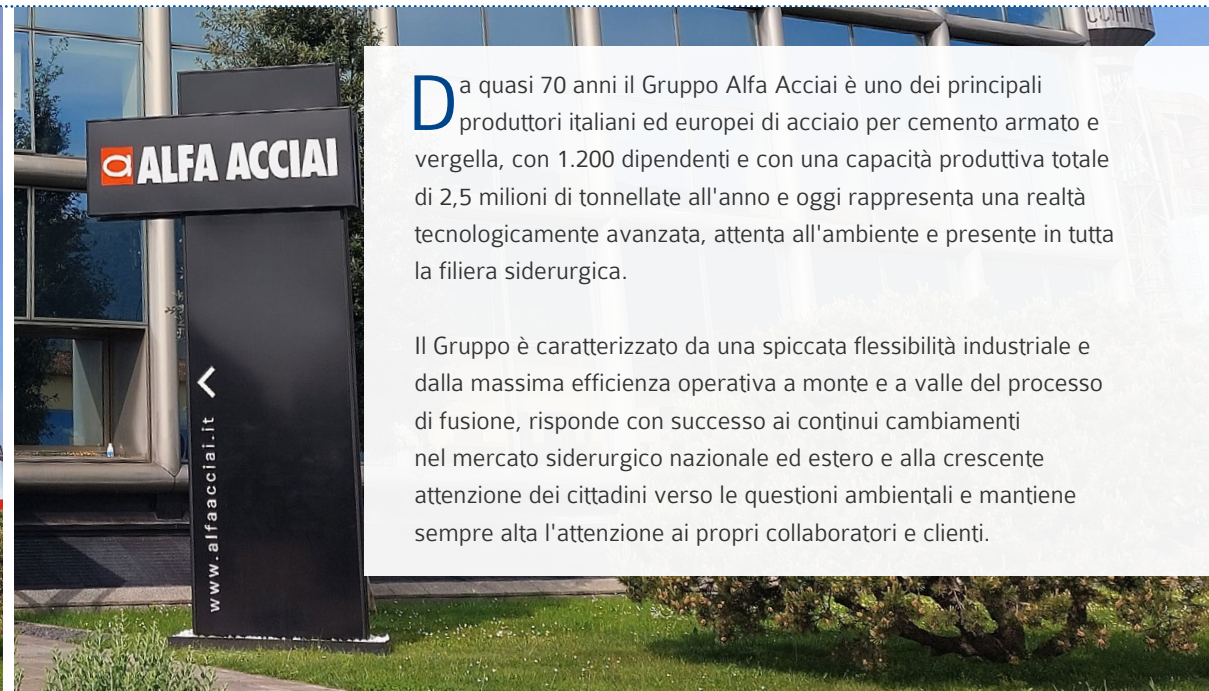 ALFA ACCIAI
www.alfaacciai.it
Da quasi 70 anni il Gruppo Alfa Acciai è uno dei principali
produttori italiani ed europei di acciaio per cemento armato e
vergella, con 1.200 dipendenti e con una capacità produttiva totale
di 2,5 milioni di tonnellate all'anno e oggi rappresenta una realtà
tecnologicamente avanzata, attenta all'ambiente e presente in tutta
la filiera siderurgica.
Il Gruppo è caratterizzato da una spiccata flessibilità industriale e
dalla massima efficienza operativa a monte e a valle del processo
di fusione, risponde con successo ai continui cambiamenti
nel mercato siderurgico nazionale ed estero e alla crescente
attenzione dei cittadini verso le questioni ambientali e mantiene
sempre alta l'attenzione ai propri collaboratori e clienti.